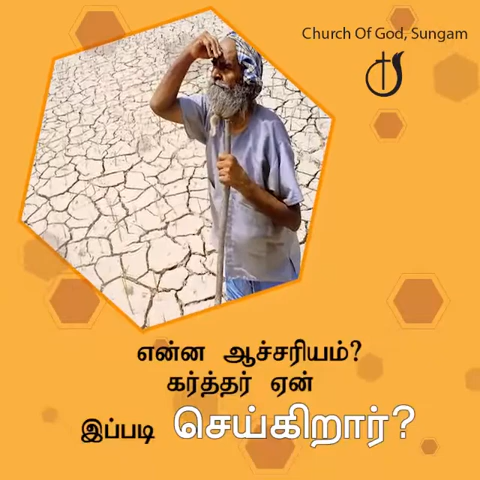 Church Of God, Sungam
என்ன ஆச்சரியம்?
கர்த்தர் ஏன்
இப்படி செய்கிறார்?